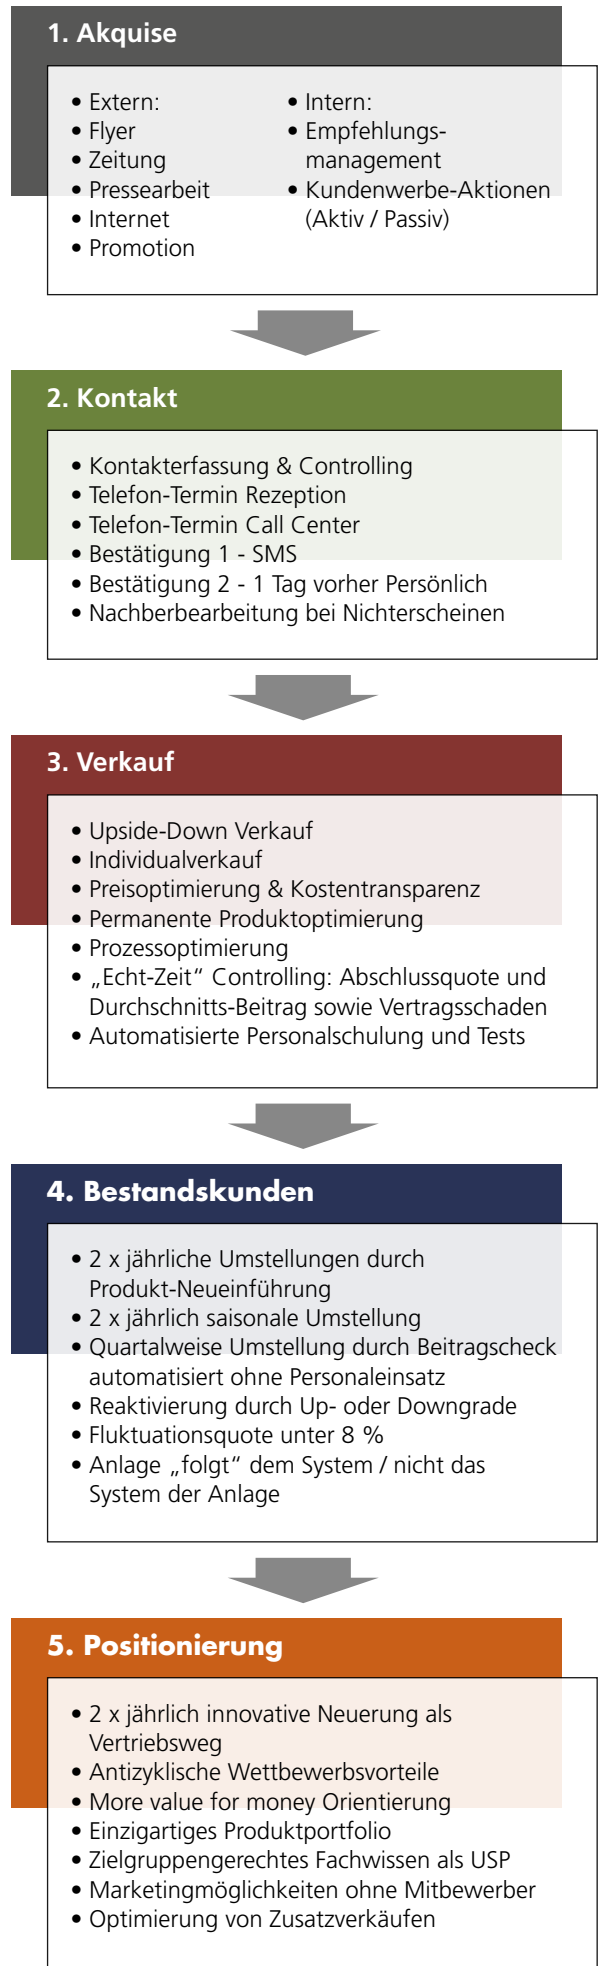 1. Akquise
• Extern:
• Flyer
• Zeitung
• Pressearbeit
• Internet
• Promotion
• Intern:
• Empfehlungs-
management
• Kundenwerbe-Aktionen
(Aktiv / Passiv)
2. Kontakt
• Kontakterfassung & Controlling
• Telefon-Termin Rezeption
• Telefon-Termin Call Center
• Bestätigung 1 - SMS
• Bestätigung 2 - 1 Tag vorher Persönlich
• Nachberbearbeitung bei Nichterscheinen
3. Verkauf
• Upside-Down Verkauf
• Individualverkauf
• Preisoptimierung & Kostentransparenz
• Permanente Produktoptimierung
• Prozessoptimierung
• „Echt-Zeit“ Controlling: Abschlussquote und
Durchschnitts-Beitrag sowie Vertragsschaden
• Automatisierte Personalschulung und Tests
4. Bestandskunden
• 2 x jährliche Umstellungen durch
Produkt-Neueinführung
• 2 x jährlich saisonale Umstellung
• Quartalweise Umstellung durch Beitragscheck
automatisiert ohne Personaleinsatz
• Reaktivierung durch Up- oder Downgrade
• Fluktuationsquote unter 8 %
• Anlage „folgt“ dem System / nicht das
System der Anlage
5. Positionierung
• 2 x jährlich innovative Neuerung als
Vertriebsweg
• Antizyklische Wettbewerbsvorteile
• More value for money Orientierung
• Einzigartiges Produktportfolio
• Zielgruppengerechtes Fachwissen als USP
• Marketingmöglichkeiten ohne Mitbewerber
• Optimierung von Zusatzverkäufen